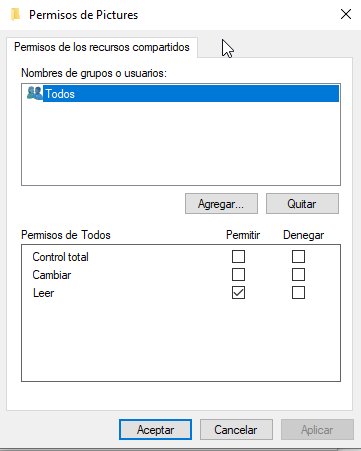 Permisos de Pictures
Permisos de los recursos compartidos
Nombres de grupos o usuarios:
Todos
Agregar... Quitar
Permisos de Todos Permitir Denegar
Control total
Cambiar
Leer
Aceptar Cancelar Aplicar